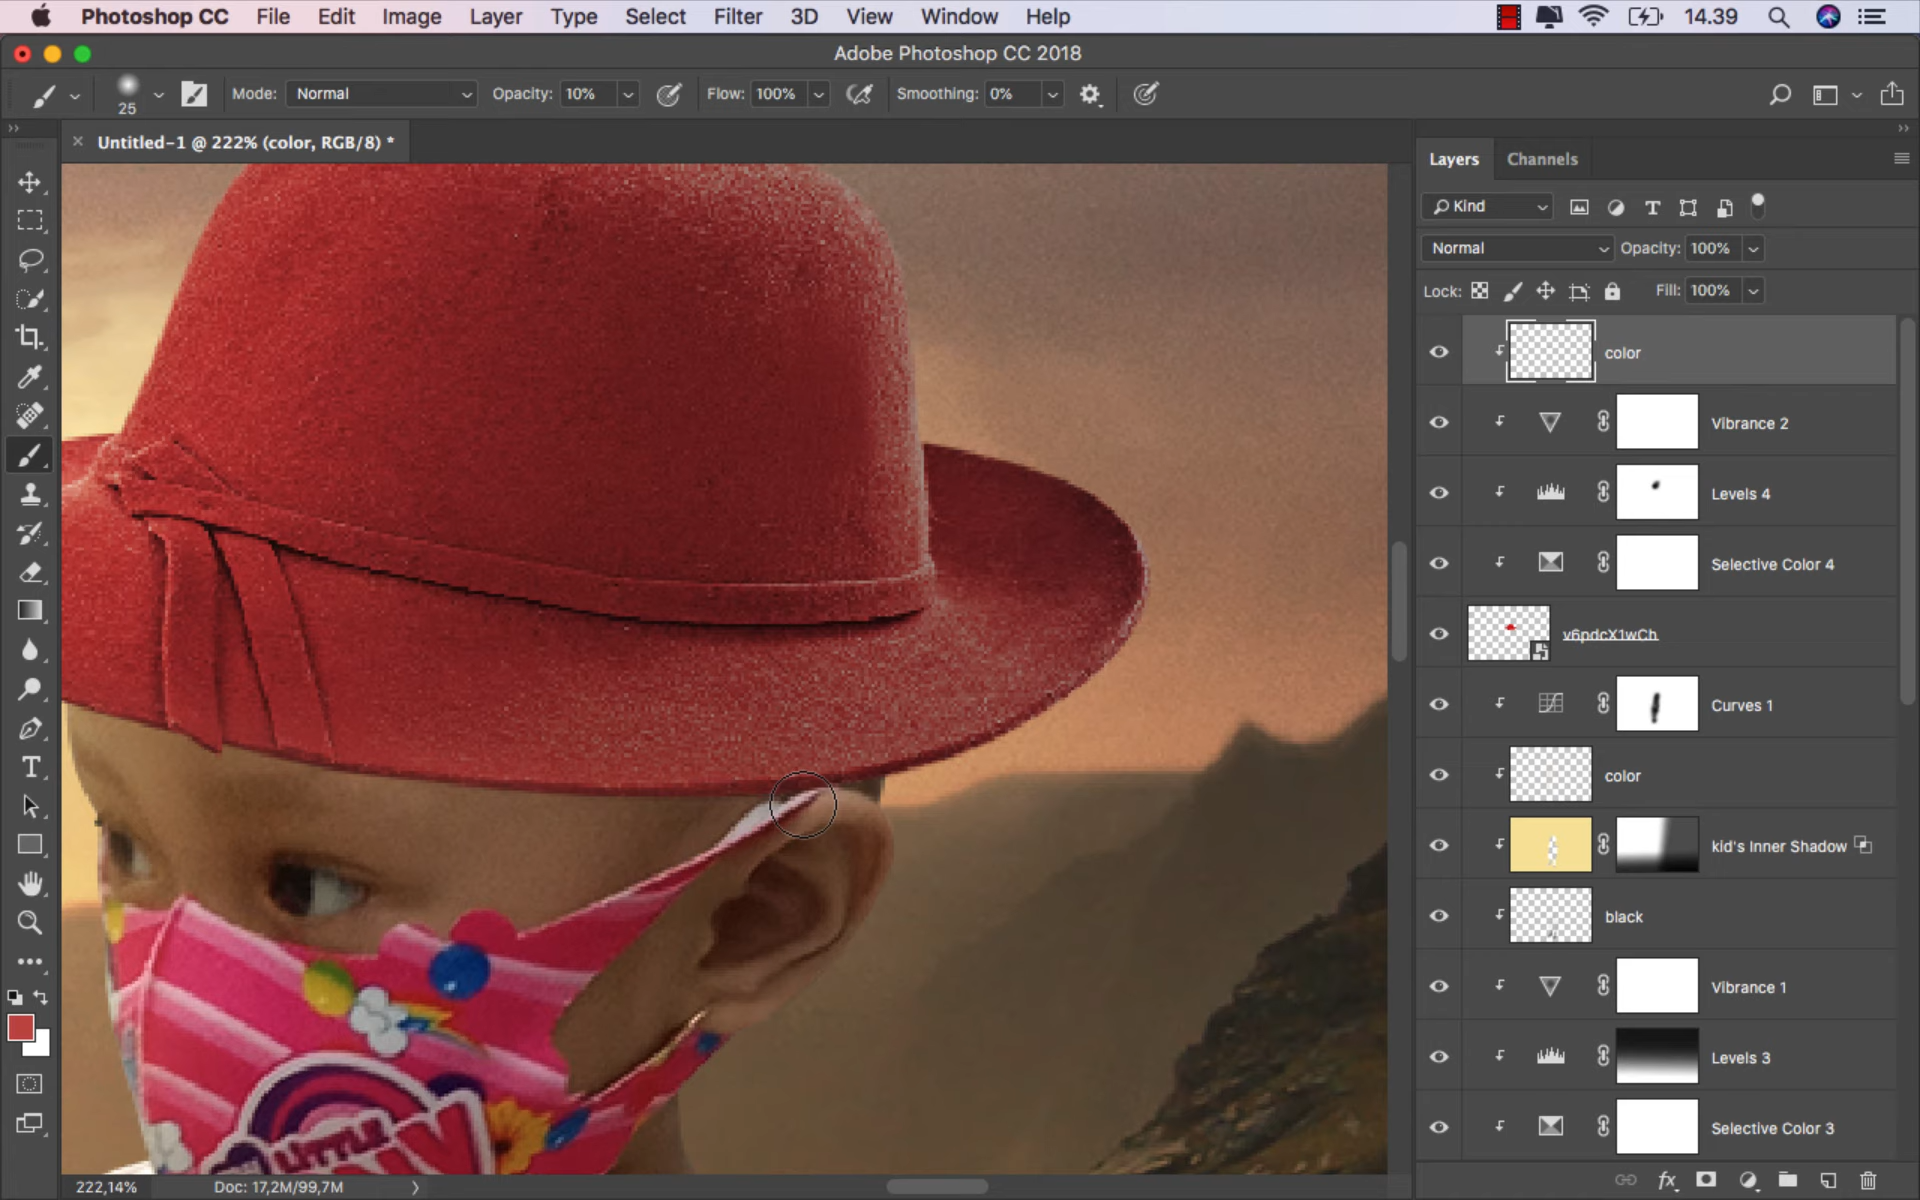 Photoshop CC File Edit Image Layer Type Select Filter 3D View Window Help 14.39
Adobe Photoshop CC 2018
25 Mode: Normal Opacity: 10% Flow: 100% Smoothing: 0%
Untitled-1 @ 222% (color, RGB/8) *
Layers Channels
Kind
Normal Opacity: 100%
Lock: Fill: 100%
color
Vibrance 2
Levels 4
Selective Color 4
v6pdcX1wCh
Curves 1
color
kid's Inner Shadow
black
Vibrance 1
Levels 3
Selective Color 3
LITTLE
222,14% Doc: 17,2M/99,7M